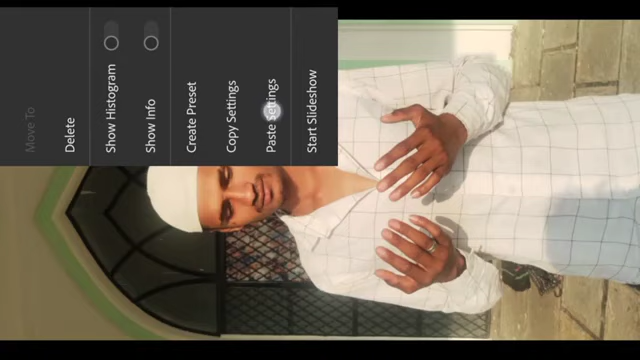 Move To
Delete
Show Histogram
Show Info
Create Preset
Copy Settings
Paste Settings
Start Slideshow